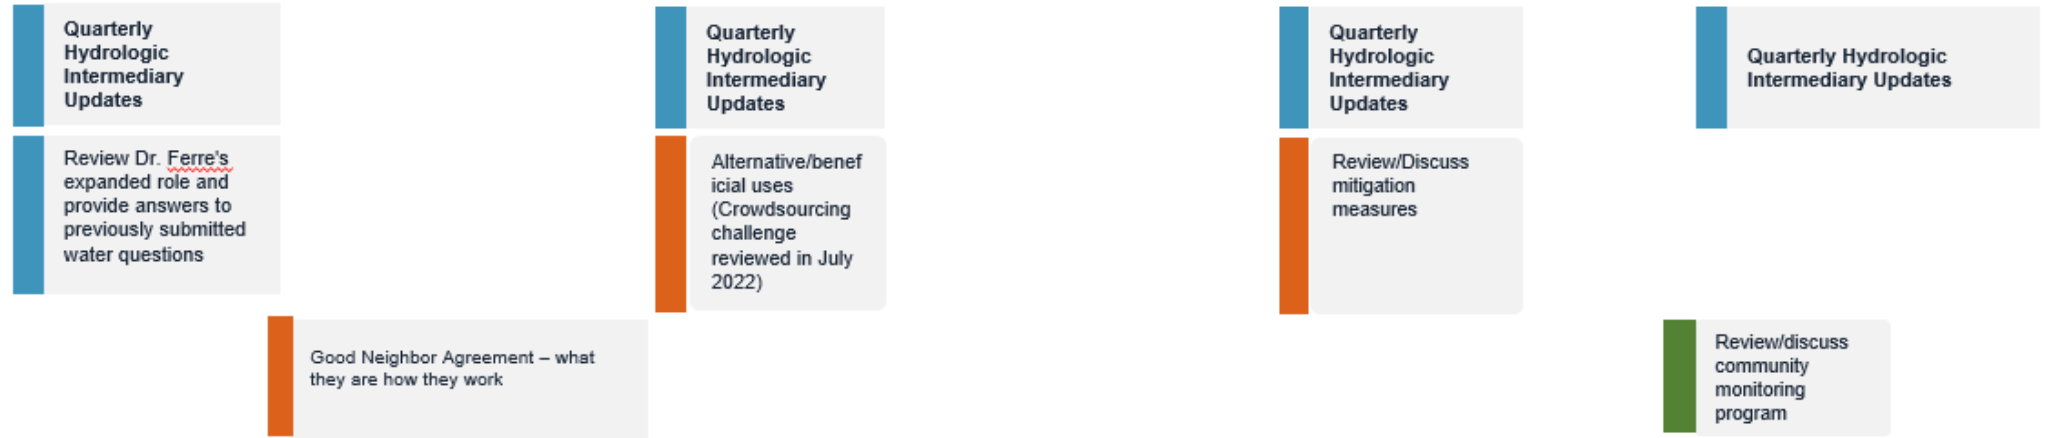 Quarterly
Hydrologic
Intermediary
Updates
Quarterly
Hydrologic
Intermediary
Updates
Quarterly
Hydrologic
Intermediary
Updates
Quarterly Hydrologic
Intermediary Updates
Review Dr. Ferre's
expanded role and
provide answers to
previously submitted
water questions
Alternative/benef
icial uses
(Crowdsourcing
challenge
reviewed in July
2022)
Review/Discuss
mitigation
measures
Good Neighbor Agreement – what
they are how they work
Review/discuss
community
monitoring
program